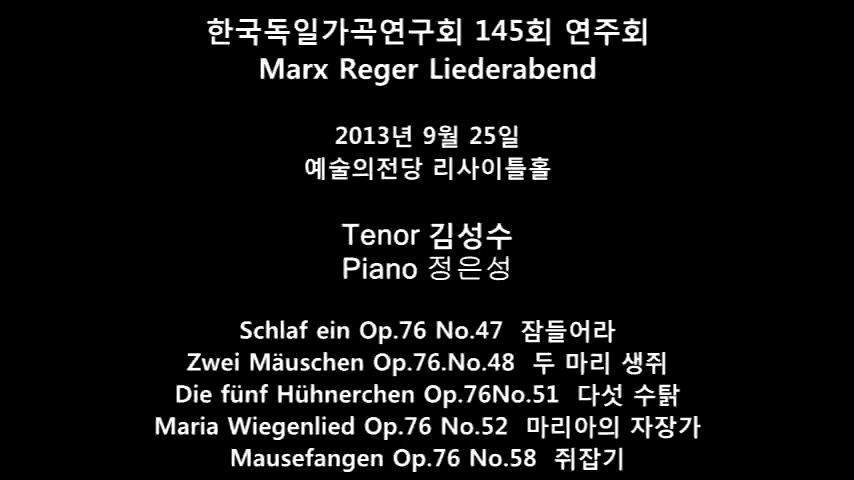 한국독일가곡연구회 145회 연주회
Marx Reger Liederabend
2013년 9월 25일
예술의전당 리사이틀홀
Tenor 김성수
Piano 정은성
Schlaf ein Op.76 No.47 잠들어라
Zwei Mäuschen Op.76.No.48 두 마리 생쥐
Die fünf Hühnerchen Op.76No.51 다섯 수탉
Maria Wiegenlied Op.76 No.52 마리아의 자장가
Mausefangen Op.76 No.58 쥐잡기